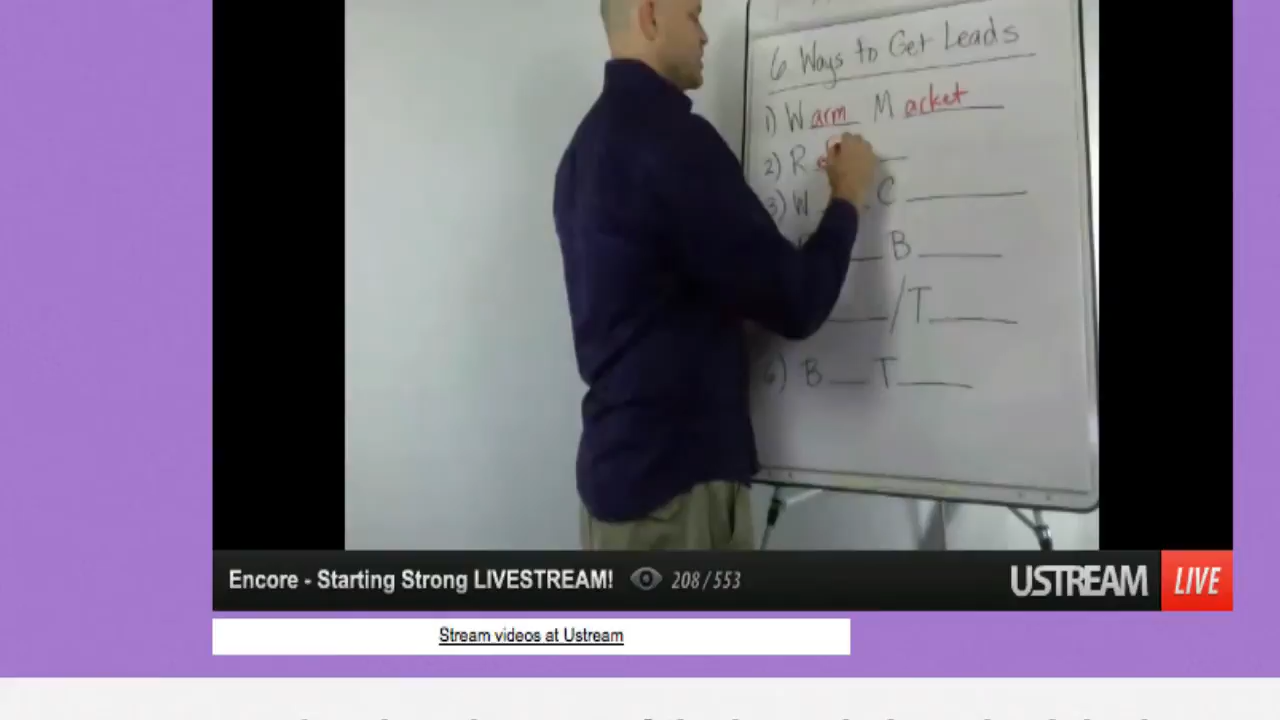 6 Ways to Get Leads
1) Warm Macket
2) R
3) W C
B
/ T
6) B T
Encore - Starting Strong LIVESTREAM! 208 / 553 USTREAM LIVE
Stream videos at Ustream